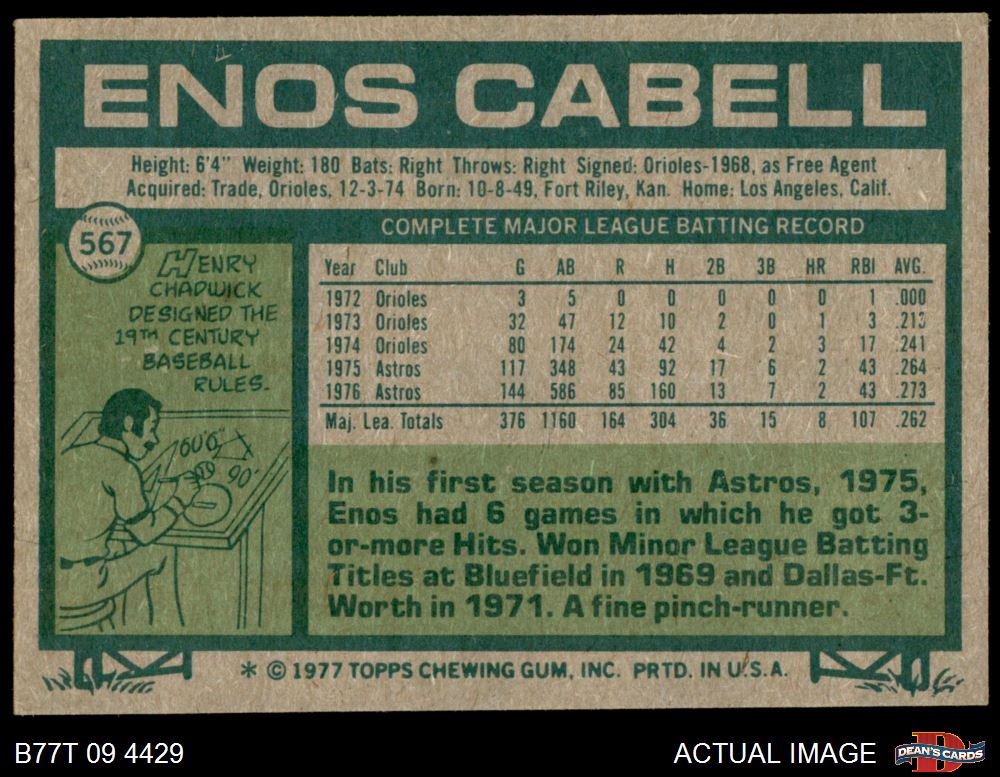 ENOS CABELL
Height: 6'4" Weight: 180 Bats: Right Throws: Right Signed: Orioles-1968, as Free Agent
Acquired: Trade, Orioles, 12-3-74 Born: 10-8-49, Fort Riley, Kan. Home: Los Angeles, Calif.
567
HENRY
CHADWICK
DESIGNED THE
19TH CENTURY
BASEBALL
RULES.
60'6"
90'
COMPLETE MAJOR LEAGUE BATTING RECORD
Year Club G AB R H 2B 3B HR RBI AVG.
1972 Orioles 3 5 0 0 0 0 0 1 .000
1973 Orioles 32 47 12 10 2 0 1 3 .213
1974 Orioles 80 174 24 42 4 2 3 17 .241
1975 Astros 117 348 43 92 17 6 2 43 .264
1976 Astros 144 586 85 160 13 7 2 43 .273
Maj. Lea. Totals 376 1160 164 304 36 15 8 107 .262
In his first season with Astros, 1975,
Enos had 6 games in which he got 3-
or-more Hits. Won Minor League Batting
Titles at Bluefield in 1969 and Dallas-Ft.
Worth in 1971. A fine pinch-runner.
* © 1977 TOPPS CHEWING GUM, INC. PRTD. IN U.S.A.
B77T 09 4429
ACTUAL IMAGE
D
DEAN'S CARDS